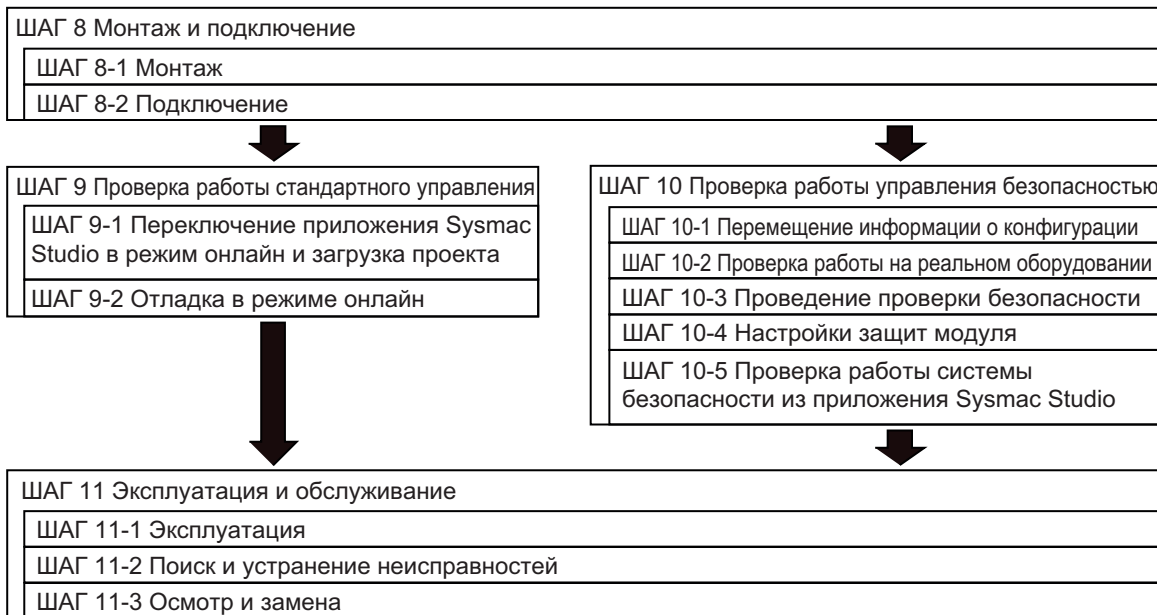 ШАГ 8 Монтаж и подключение
ШАГ 8-1 Монтаж
ШАГ 8-2 Подключение
ШАГ 9 Проверка работы стандартного управления
ШАГ 9-1 Переключение приложения Sysmac
Studio в режим онлайн и загрузка проекта
ШАГ 9-2 Отладка в режиме онлайн
ШАГ 10 Проверка работы управления безопасностью
ШАГ 10-1 Перемещение информации о конфигурации
ШАГ 10-2 Проверка работы на реальном оборудовании
ШАГ 10-3 Проведение проверки безопасности
ШАГ 10-4 Настройки защит модуля
ШАГ 10-5 Проверка работы системы
безопасности из приложения Sysmac Studio
ШАГ 11 Эксплуатация и обслуживание
ШАГ 11-1 Эксплуатация
ШАГ 11-2 Поиск и устранение неисправностей
ШАГ 11-3 Осмотр и замена